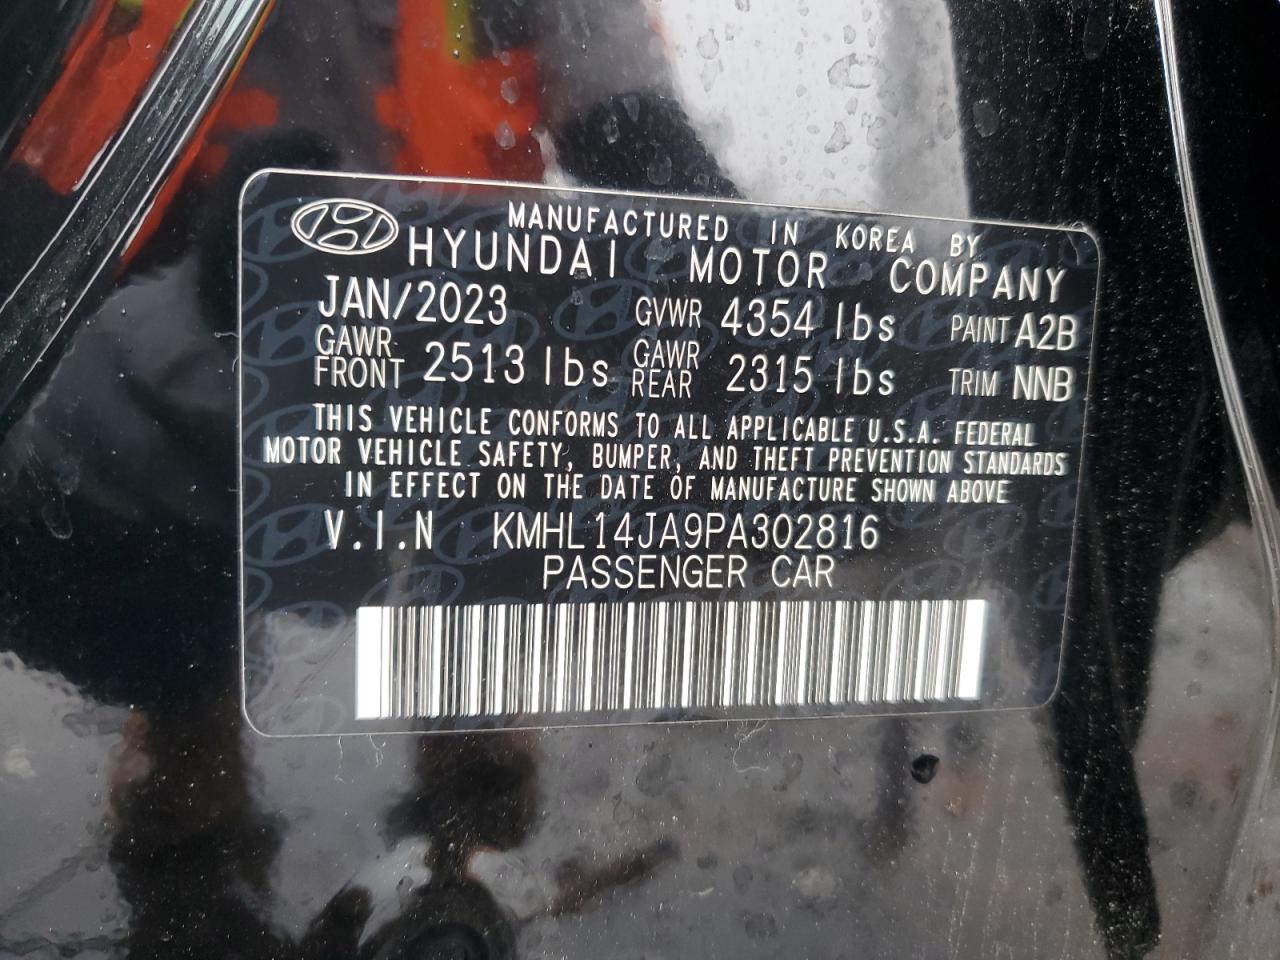 MANUFACTURED IN KOREA BY
HYUNDAI MOTOR COMPANY
JAN/2023 GVWR 4354 lbs PAINT A2B
GAWR FRONT 2513 lbs GAWR REAR 2315 lbs TRIM NNB
THIS VEHICLE CONFORMS TO ALL APPLICABLE U.S.A. FEDERAL
MOTOR VEHICLE SAFETY, BUMPER, AND THEFT PREVENTION STANDARDS
IN EFFECT ON THE DATE OF MANUFACTURE SHOWN ABOVE
V.I.N KMHL14JA9PA302816
PASSENGER CAR